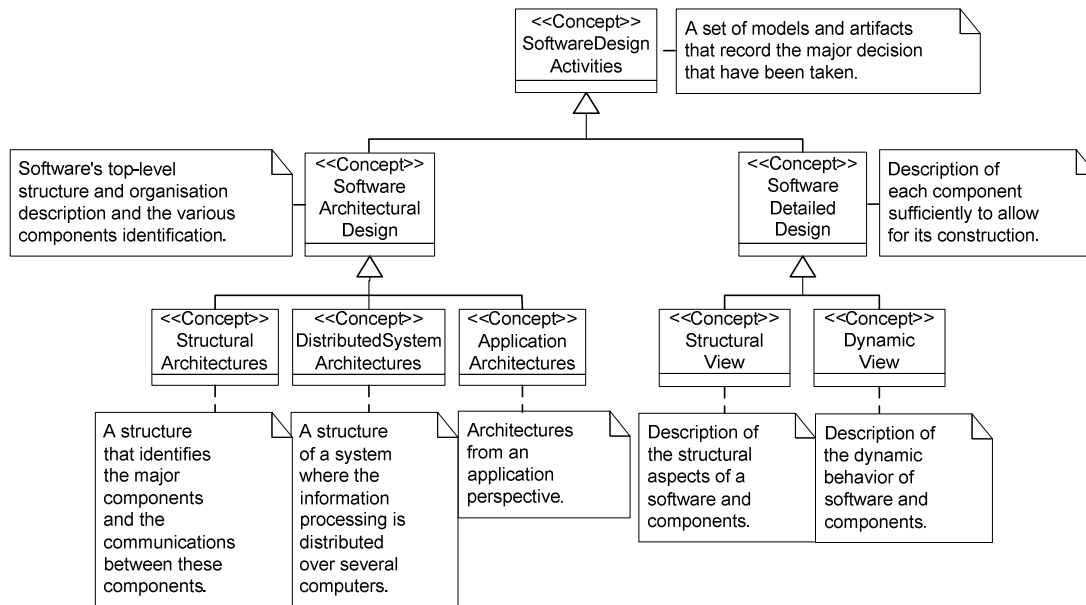 <<Concept>>
SoftwareDesign
Activities
A set of models and artifacts
that record the major decision
that have been taken.
Software's top-level
structure and organisation
description and the various
components identification.
<<Concept>>
Software
Architectural
Design
<<Concept>>
Software
Detailed
Design
Description of
each component
sufficiently to allow
for its construction.
<<Concept>>
Structural
Architectures
<<Concept>>
DistributedSystem
Architectures
<<Concept>>
Application
Architectures
<<Concept>>
Structural
View
<<Concept>>
Dynamic
View
A structure
that identifies
the major
components
and the
communications
between these
components.
A structure
of a system
where the
information
processing is
distributed
over several
computers.
Architectures
from an
application
perspective.
Description of
the structural
aspects of a
software and
components.
Description of
the dynamic
behavior of
software and
components.